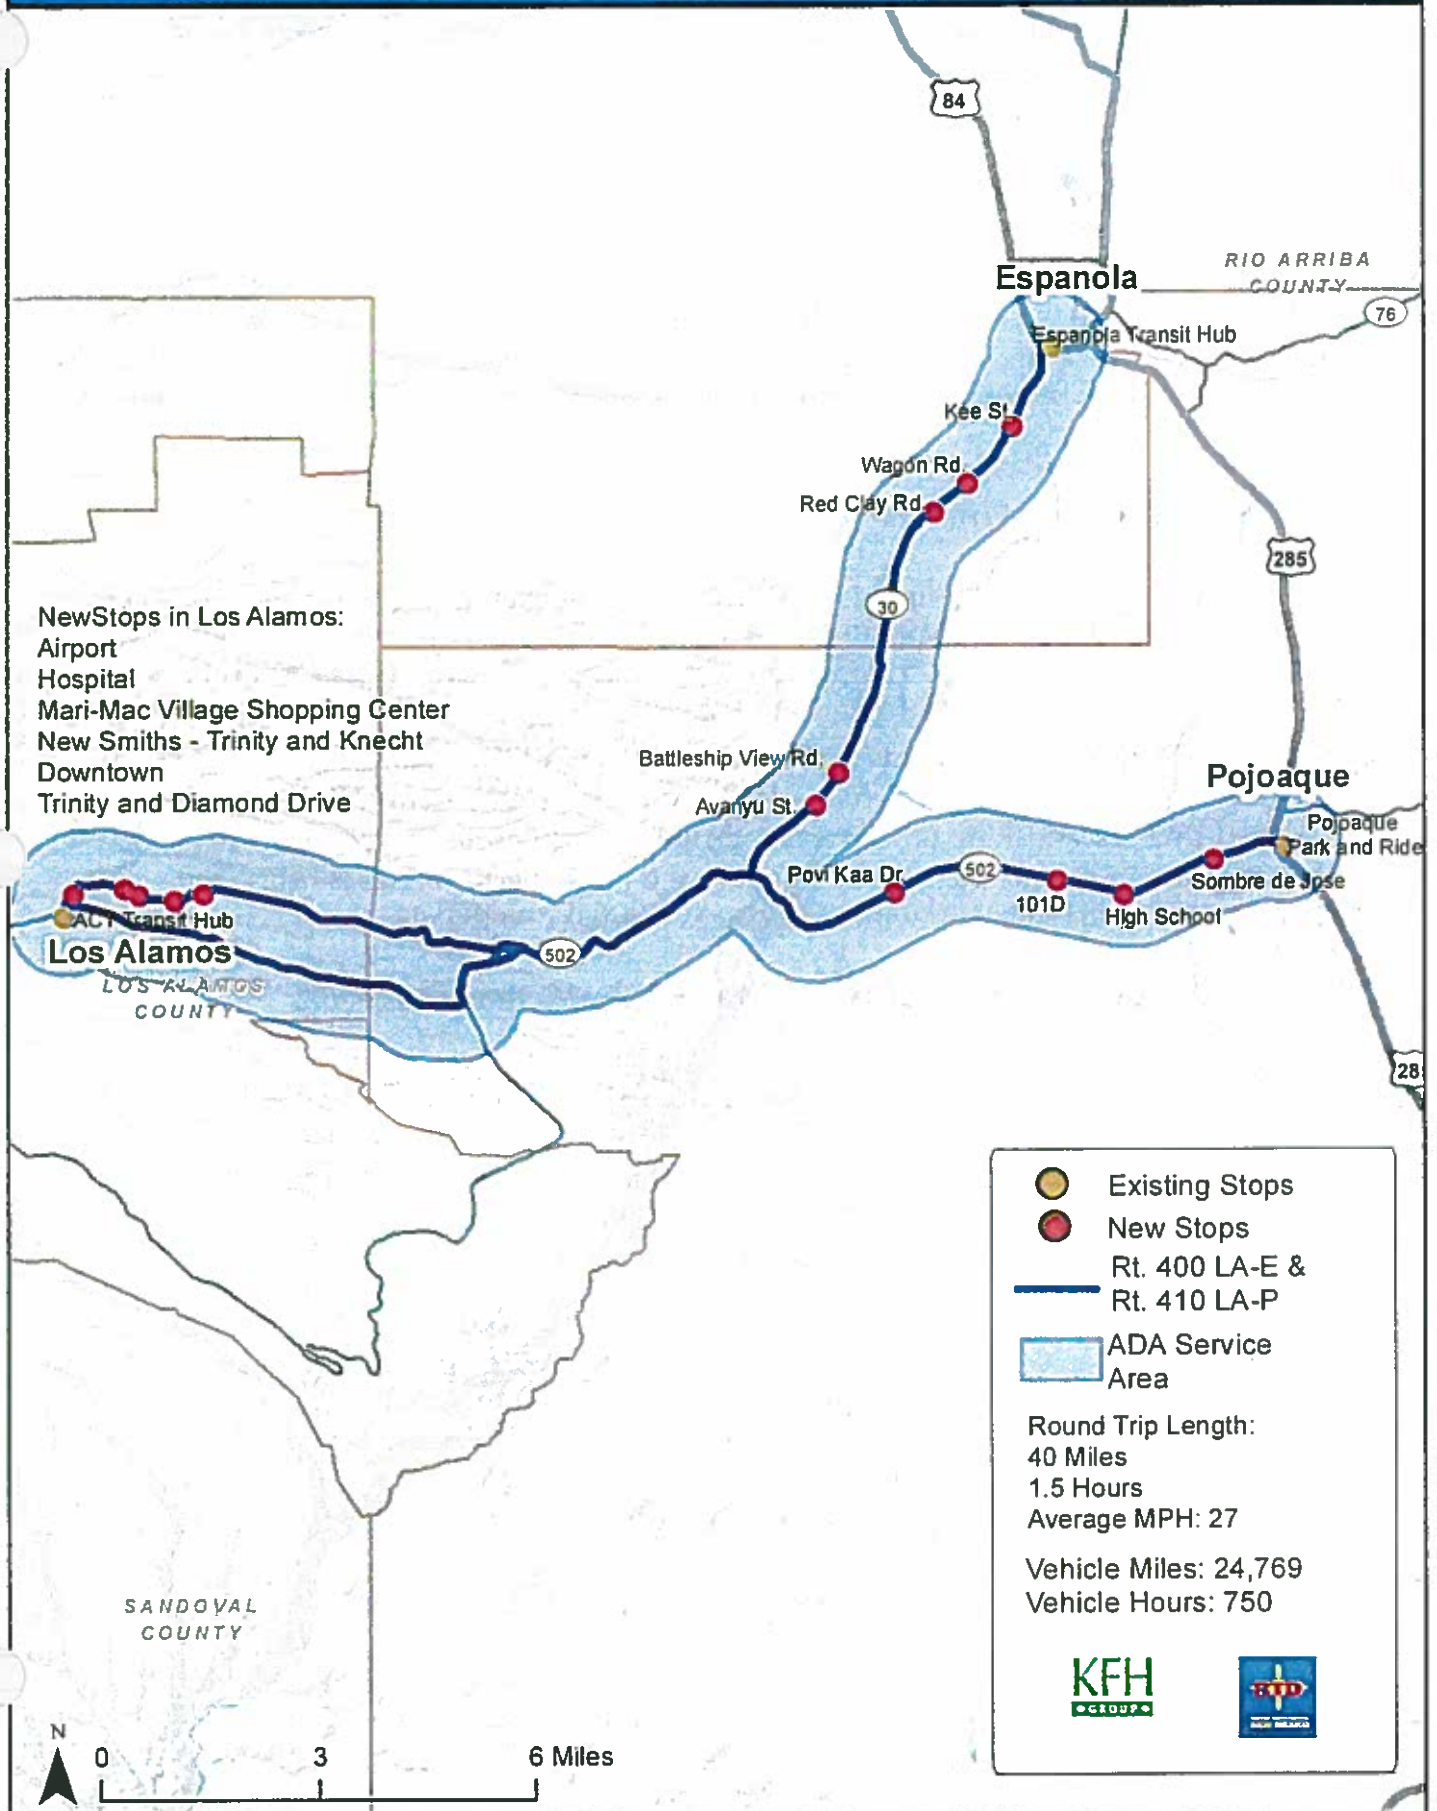 84
RIO ARRIBA
COUNTY
Espanola
76
Espanola Transit Hub
Kee St.
Wagon Rd.
Red Clay Rd.
285
30
NewStops in Los Alamos:
Airport
Hospital
Mari-Mac Village Shopping Center
New Smiths - Trinity and Knecht
Downtown
Trinity and Diamond Drive
Battleship View Rd.
Avanyu St.
Pojoaque
Pojoaque
Park and Ride
Povi Kaa Dr.
502
101D
High School
Sombre de Jose
ACT Transit Hub
Los Alamos
502
LOS ALAMOS
COUNTY
28
Existing Stops
New Stops
Rt. 400 LA-E &
Rt. 410 LA-P
ADA Service
Area
Round Trip Length:
40 Miles
1.5 Hours
Average MPH: 27
Vehicle Miles: 24,769
Vehicle Hours: 750
SANDOVAL
COUNTY
KFH
GROUP
RTD
N
0 3 6 Miles